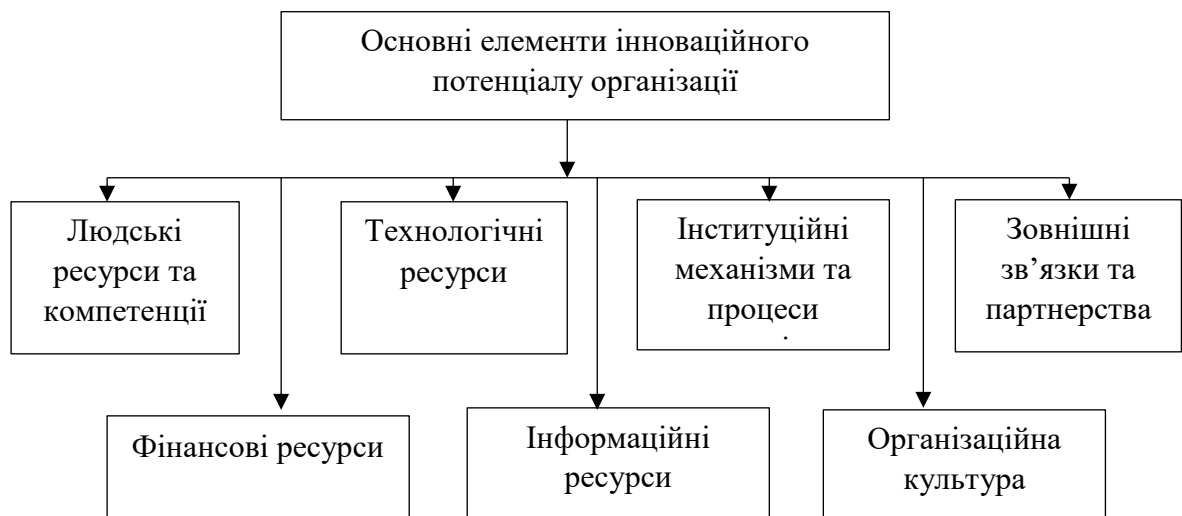 Основні елементи інноваційного
потенціалу організації
Людські
ресурси та
компетенції
Технологічні
ресурси
Інституційні
механізми та
процеси
.
Зовнішні
зв’язки та
партнерства
Фінансові ресурси
Інформаційні
ресурси
Організаційна
культура